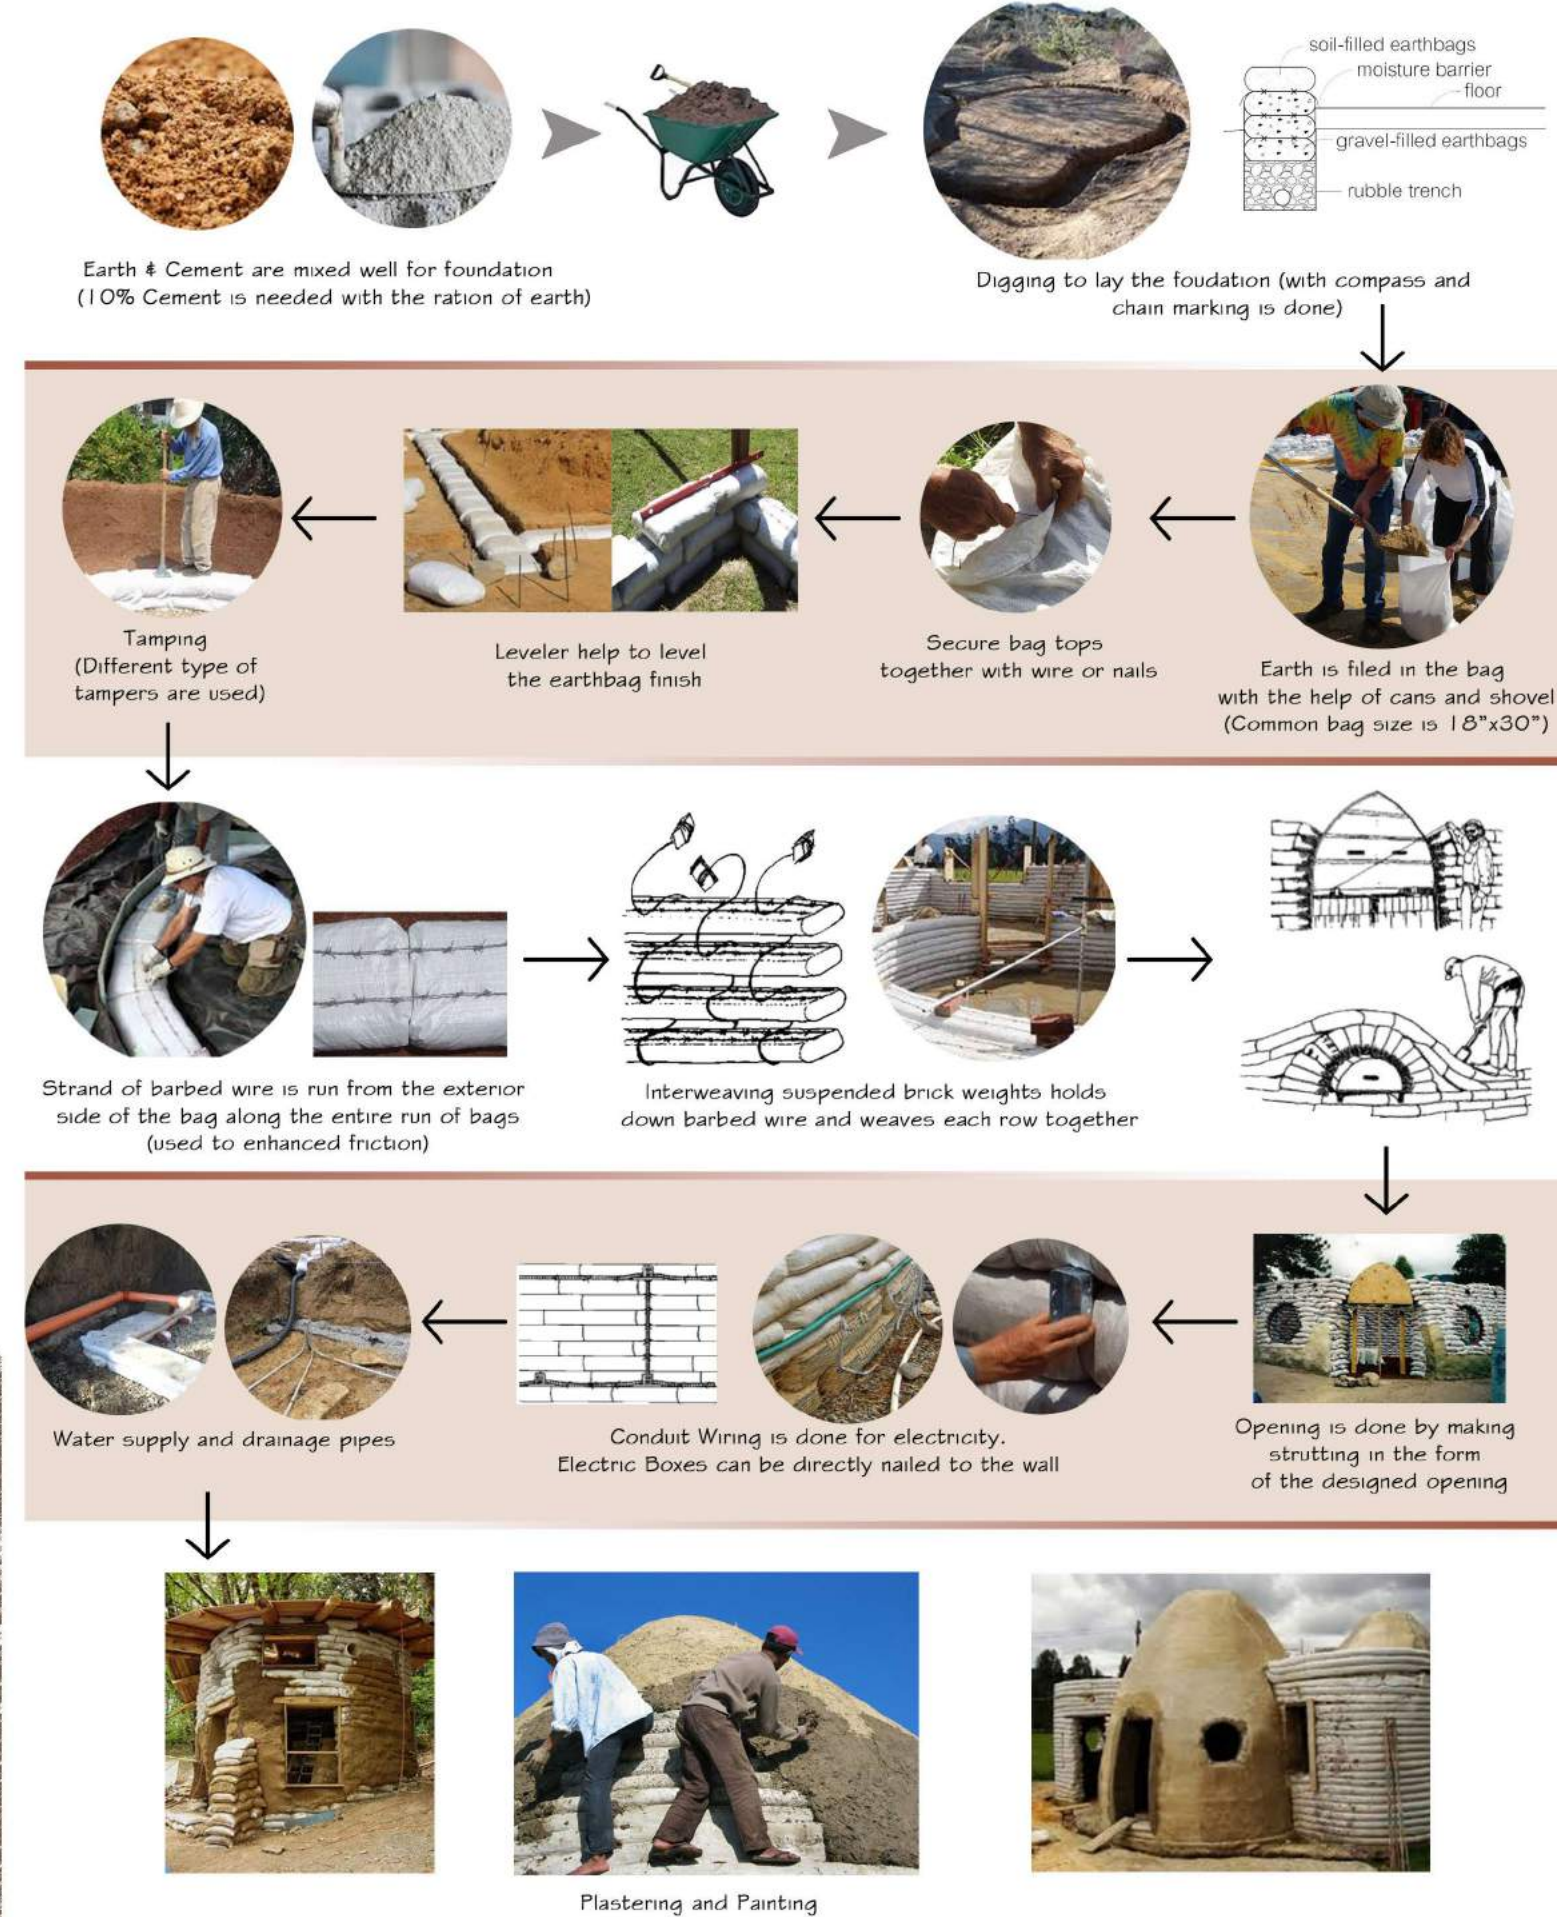 soil-filled earthbags
moisture barrier
floor
gravel-filled earthbags
rubble trench
Earth & Cement are mixed well for foundation
(10% Cement is needed with the ration of earth)
Digging to lay the foudation (with compass and
chain marking is done)
Tamping
(Different type of
tampers are used)
Leveler help to level
the earthbag finish
Secure bag tops
together with wire or nails
Earth is filed in the bag
with the help of cans and shovel
(Common bag size is 18"x30")
Strand of barbed wire is run from the exterior
side of the bag along the entire run of bags
(used to enhanced friction)
Interweaving suspended brick weights holds
down barbed wire and weaves each row together
Water supply and drainage pipes
Conduit Wiring is done for electricity.
Electric Boxes can be directly nailed to the wall
Opening is done by making
strutting in the form
of the designed opening
Plastering and Painting